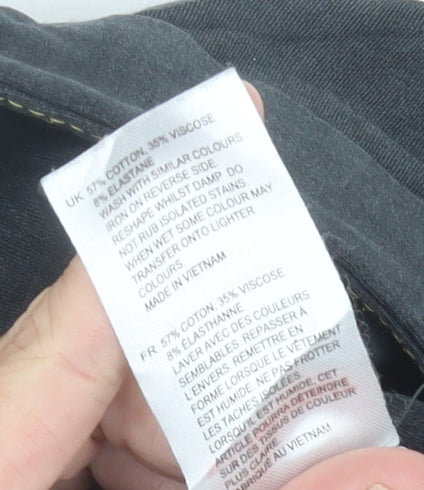 UK 57% COTTON, 35% VISCOSE
8% ELASTANE
WASH WITH SIMILAR COLOURS
IRON ON REVERSE SIDE.
RESHAPE WHILST DAMP DO
NOT RUB ISOLATED STAINS
WHEN WET SOME COLOUR MAY
TRANSFER ONTO LIGHTER
COLOURS
MADE IN VIETNAM
FR 57% COTON, 35% VISCOSE
8% ELASTHANNE
LAVER AVEC DES COULEURS
SEMBLABLES. REPASSER À
L'ENVERS. REMETTRE EN
FORME LORSQUE LE VÊTEMENT
EST HUMIDE. NE PAS FROTTER
LES TACHES ISOLÉES
LORSQU'IL EST HUMIDE. CET
ARTICLE POURRA DÉTEINDRE
SUR DES TISSUS DE COULEUR
PLUS CLAIRE
FABRIQUÉ AU VIETNAM